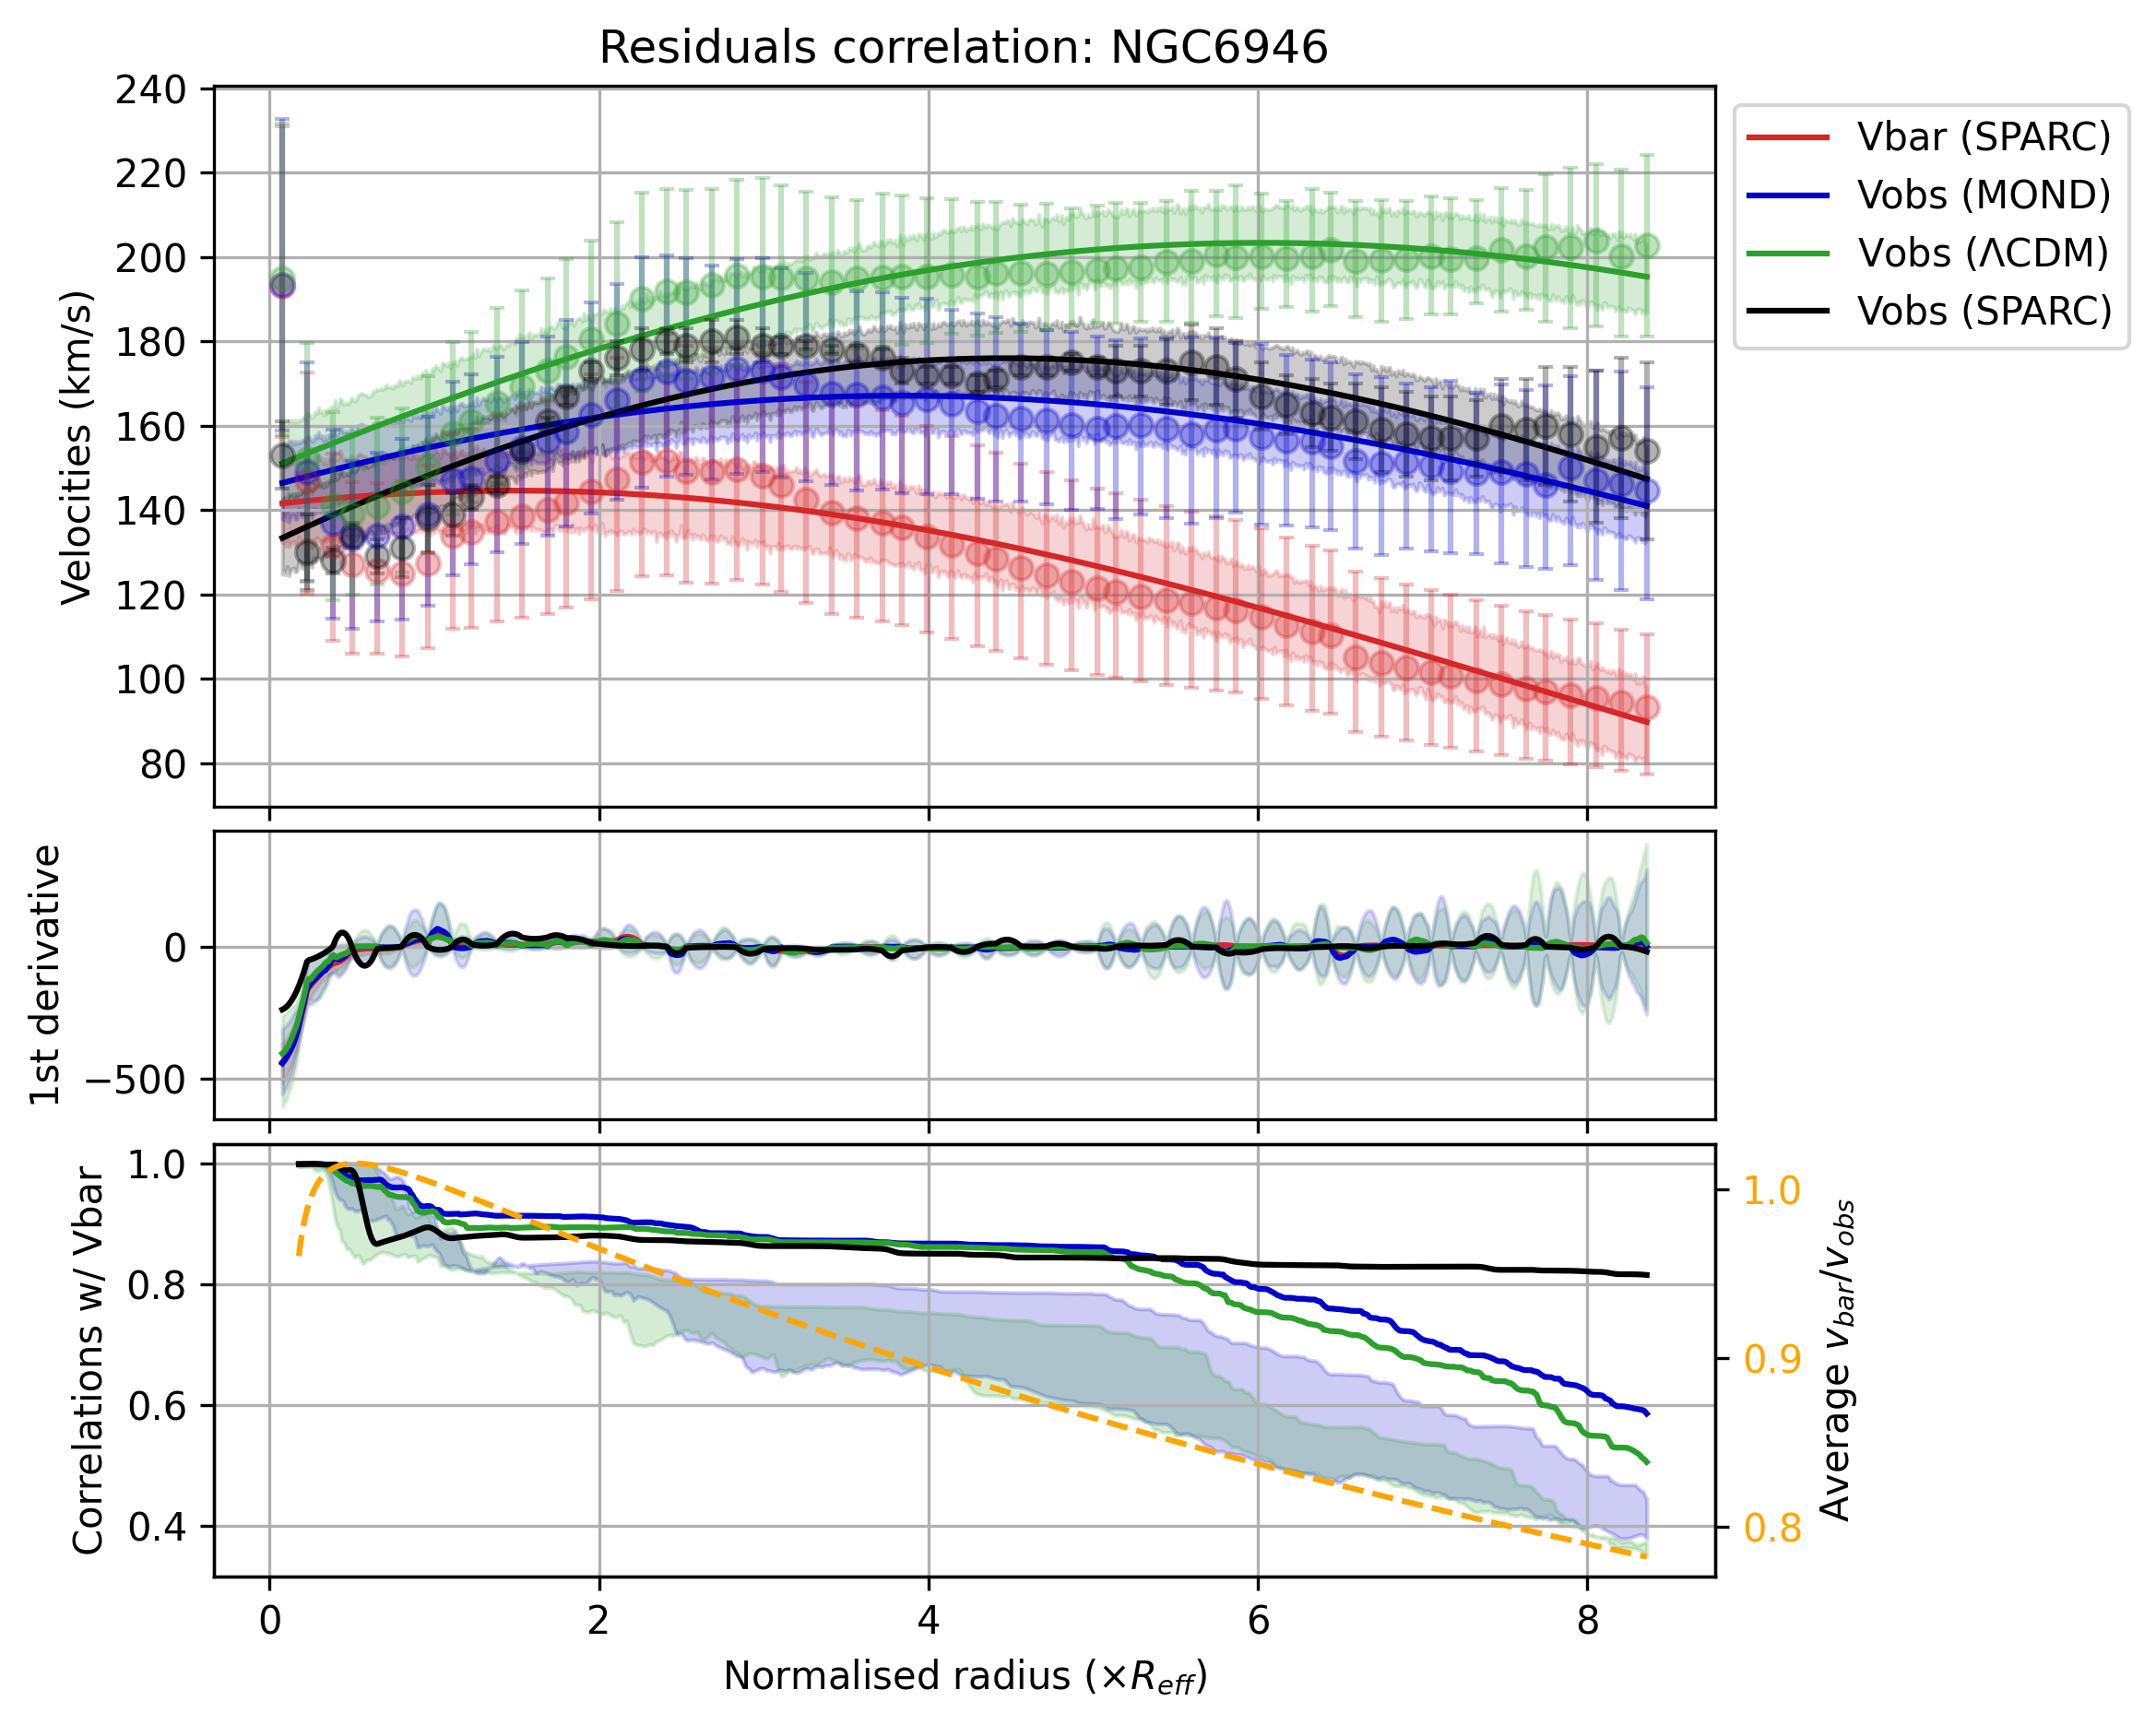 Residuals correlation: NGC6946
Velocities (km/s)
240
220
200
180
160
140
120
100
80
Vbar (SPARC)
Vobs (MOND)
Vobs (ΛCDM)
Vobs (SPARC)
1st derivative
0
−500
Correlations w/ Vbar
1.0
0.8
0.6
0.4
1.0
0.9
0.8
Average v_bar/v_obs
0
2
4
6
8
Normalised radius (×R_eff)